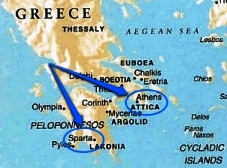 GREECE
THESSALY
AEGEAN SEA
Lesbos
EUBOEA
Delphi
Chalkis
BOEOTIA
Eretria
Chios
Athens
Olympia
Corinth
ATTICA
Mycenae
Delos
PELOPONNESOS
ARGOLID
Paros
Naxos
Sparta
Pylos
LAKONIA
CYCLADIC
ISLANDS